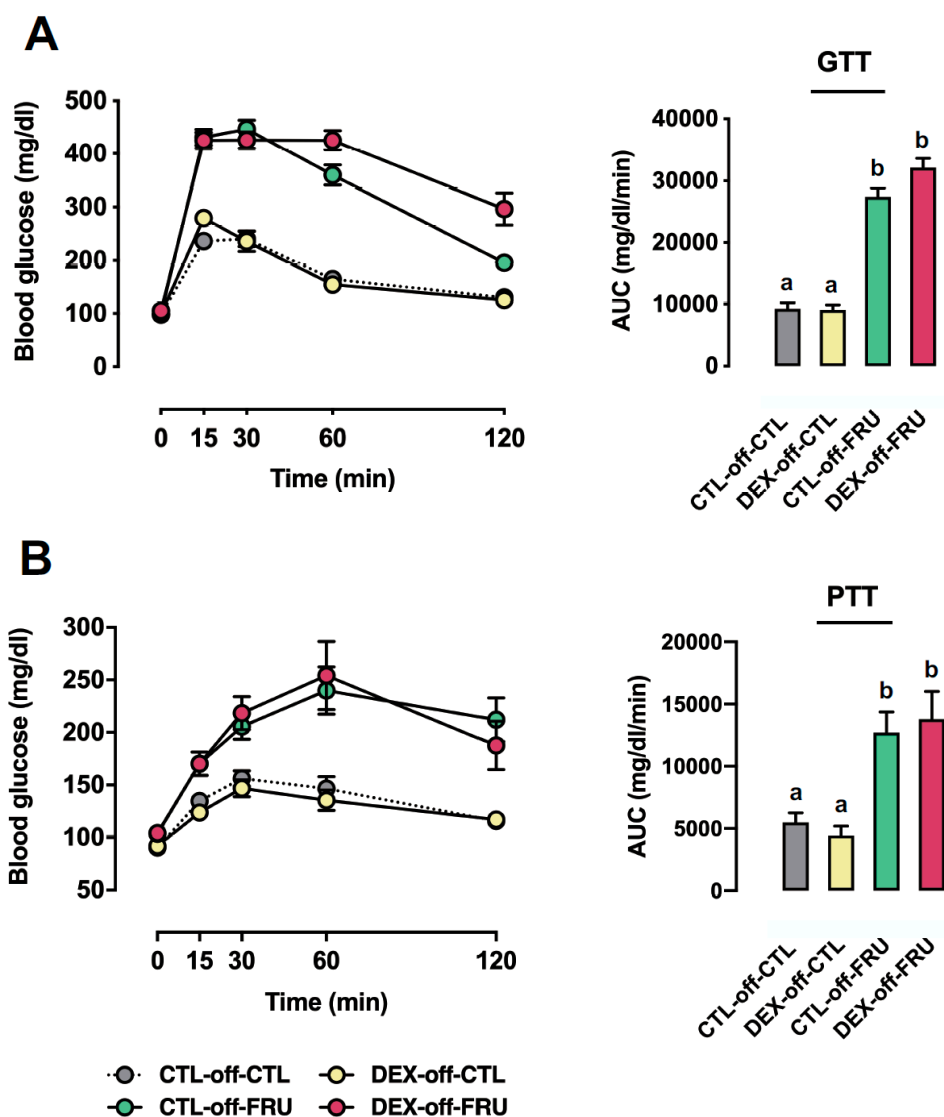 A
Blood glucose (mg/dl)
500
400
300
200
100
0
0 15 30 60 120
Time (min)
GTT
AUC (mg/dl/min)
40000
30000
20000
10000
0
a a b b
CTL-off-CTL
DEX-off-CTL
CTL-off-FRU
DEX-off-FRU
B
Blood glucose (mg/dl)
300
250
200
150
100
50
0 15 30 60 120
Time (min)
PTT
AUC (mg/dl/min)
20000
15000
10000
5000
0
a a b b
CTL-off-CTL
DEX-off-CTL
CTL-off-FRU
DEX-off-FRU
CTL-off-CTL DEX-off-CTL
CTL-off-FRU DEX-off-FRU